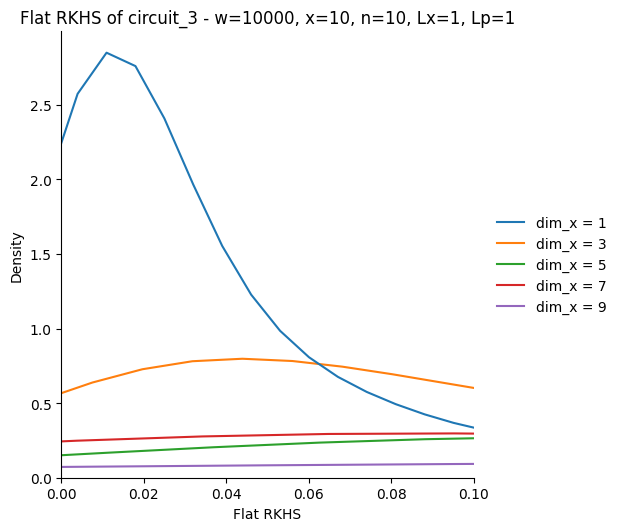 Flat RKHS of circuit_3 - w=10000, x=10, n=10, Lx=1, Lp=1
2.5
2.0
1.5
1.0
0.5
0.0
Density
0.00 0.02 0.04 0.06 0.08 0.10
Flat RKHS
dim_x = 1
dim_x = 3
dim_x = 5
dim_x = 7
dim_x = 9